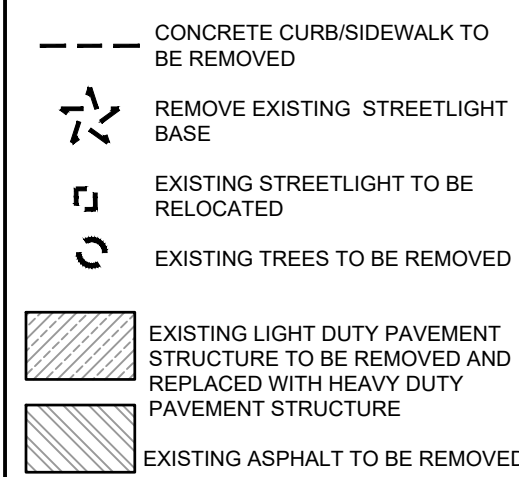 CONCRETE CURB/SIDEWALK TO
BE REMOVED
REMOVE EXISTING STREETLIGHT
BASE
EXISTING STREETLIGHT TO BE
RELOCATED
EXISTING TREES TO BE REMOVED
EXISTING LIGHT DUTY PAVEMENT
STRUCTURE TO BE REMOVED AND
REPLACED WITH HEAVY DUTY
PAVEMENT STRUCTURE
EXISTING ASPHALT TO BE REMOVED